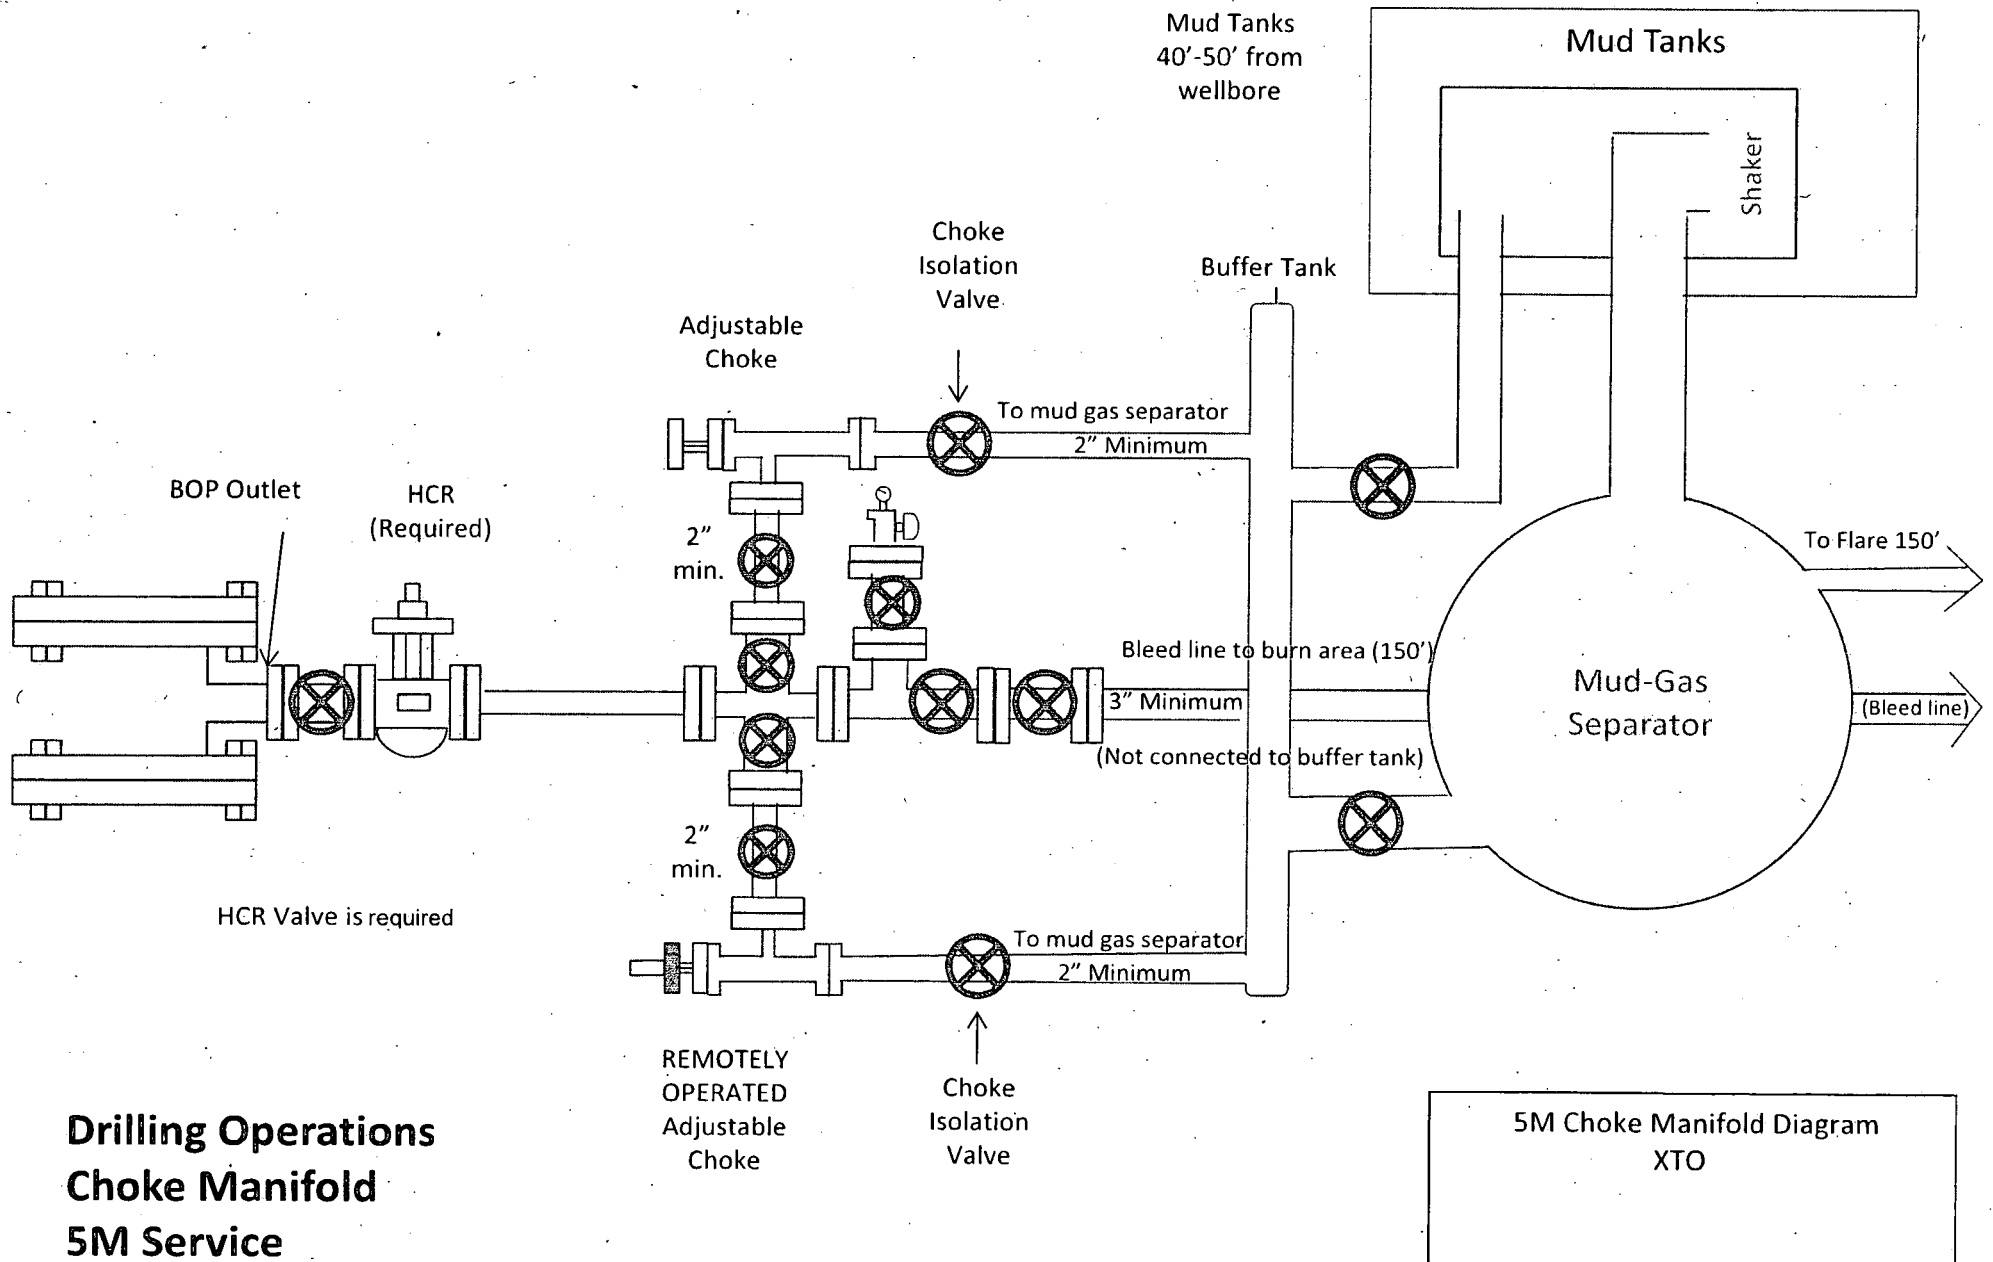 Mud Tanks
40’-50’ from
wellbore
Mud Tanks
Shaker
Choke
Isolation
Valve
Buffer Tank
Adjustable
Choke
To mud gas separator
2” Minimum
BOP Outlet
HCR
(Required)
2”
min.
To Flare 150’
Bleed line to burn area (150’)
3” Minimum
(Not connected to buffer tank)
Mud-Gas
Separator
(Bleed line)
2”
min.
HCR Valve is required
To mud gas separator
2” Minimum
REMOTELY
OPERATED
Adjustable
Choke
Choke
Isolation
Valve
Drilling Operations
Choke Manifold
5M Service
5M Choke Manifold Diagram
XTO